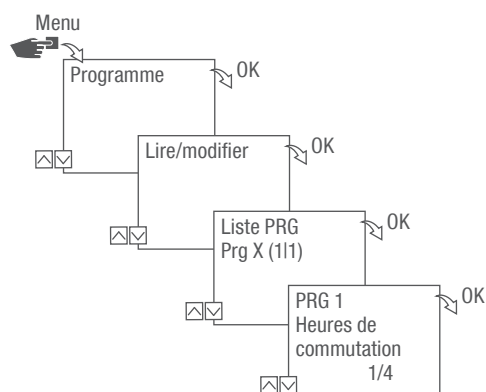 Menu
Programme
OK
Lire/modifier
OK
Liste PRG
Prg X (1|1)
OK
PRG 1
Heures de
commutation
1/4
OK